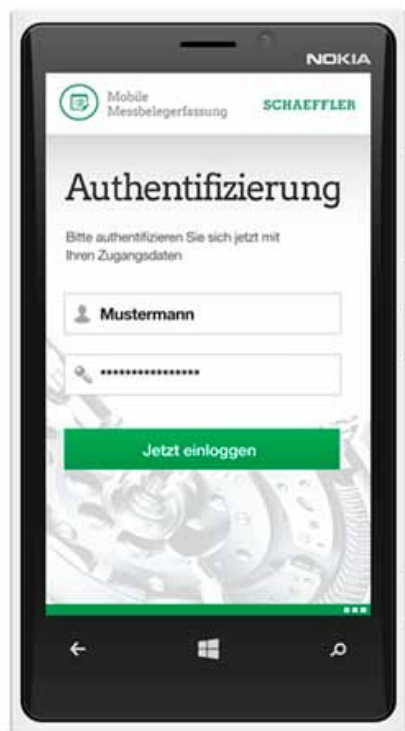 NOKIA
Mobile
Messbelegerfassung
SCHAEFFLER
Authentifizierung
Bitte authentifizieren Sie sich jetzt mit
Ihren Zugangsdaten
Mustermann
****************
Jetzt einloggen